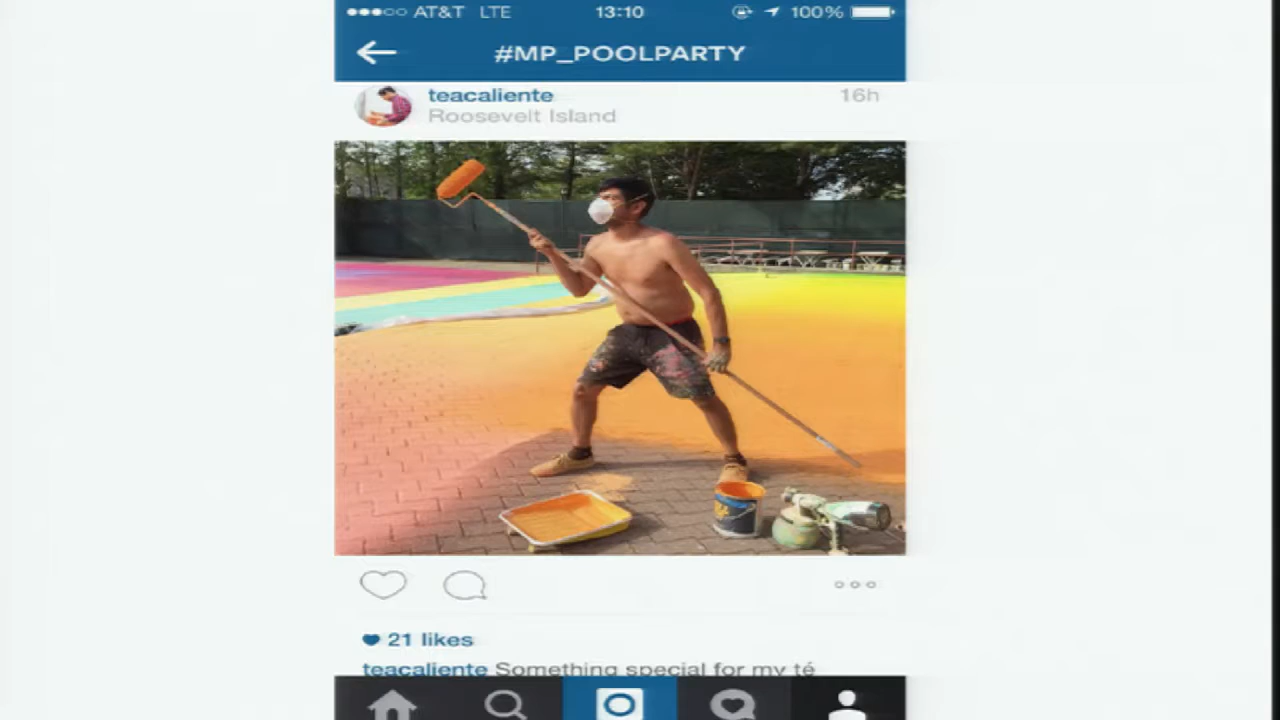 AT&T LTE 13:10 100%
#MP_POOLPARTY
teacaliente 16h
Roosevelt Island
21 likes
teacaliente Something special for my té